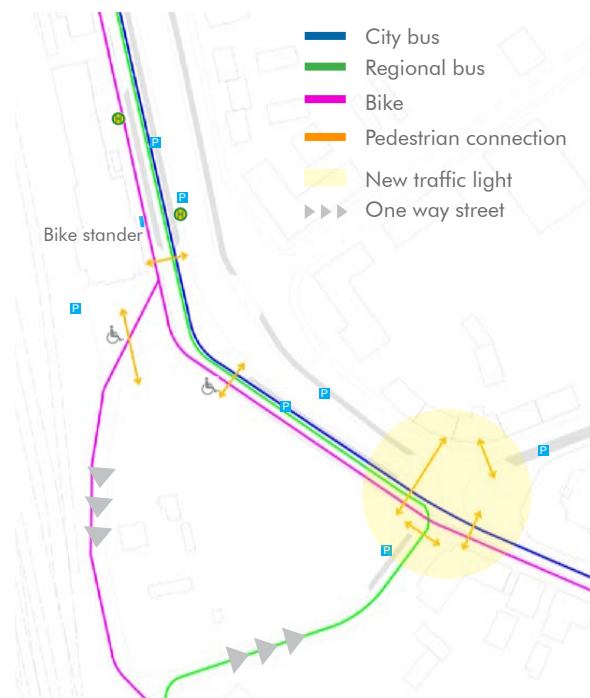 City bus
Regional bus
Bike
Pedestrian connection
New traffic light
One way street
H
P
P
H
Bike stander
P
P
P
P
P